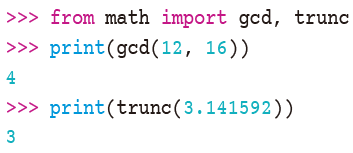 >>> from math import gcd, trunc
>>> print(gcd(12, 16))
4
>>> print(trunc(3.141592))
3